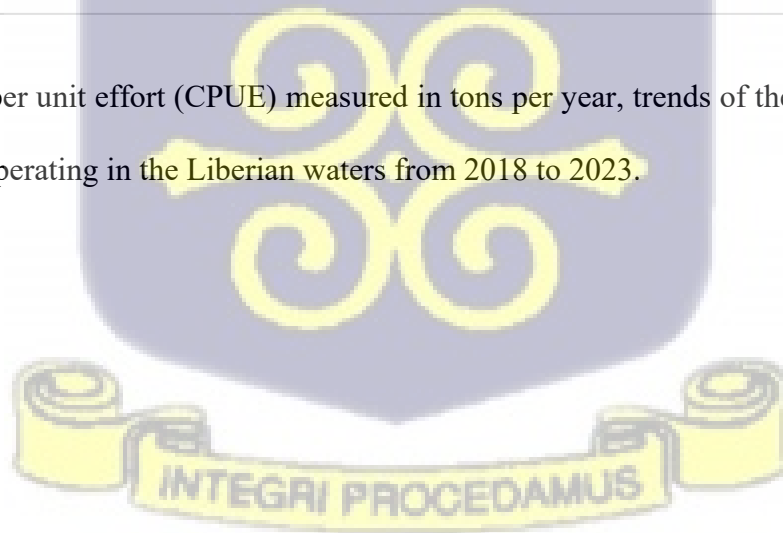 per unit effort (CPUE) measured in tons per year, trends of the
perating in the Liberian waters from 2018 to 2023.
INTEGRI PROCEDAMUS